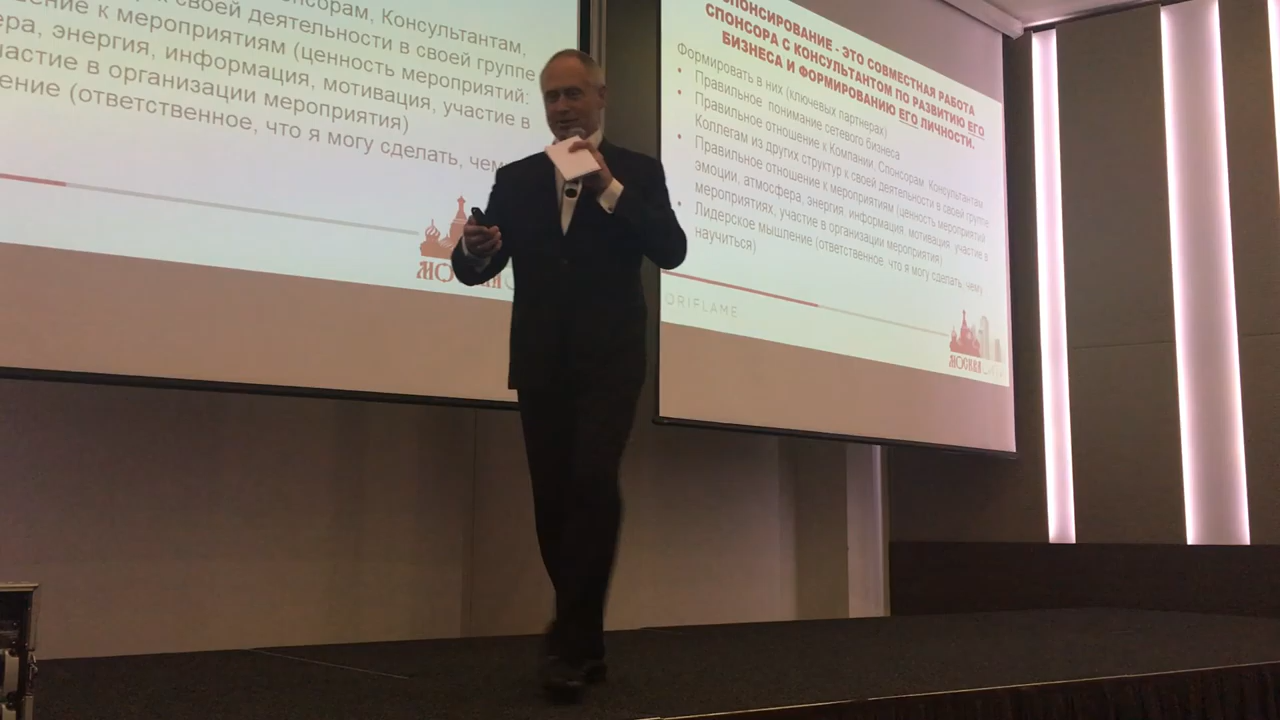 спонсорам, Консультантам,
своей деятельности в своей группе
ение к мероприятиям (ценность мероприятий:
ера, энергия, информация, мотивация, участие в
частие в организации мероприятия)
ение (ответственное, что я могу сделать, чем
МОСКВА
СПОНСИРОВАНИЕ - ЭТО СОВМЕСТНАЯ РАБОТА
СПОНСОРА С КОНСУЛЬТАНТОМ ПО РАЗВИТИЮ ЕГО
БИЗНЕСА И ФОРМИРОВАНИЮ ЕГО ЛИЧНОСТИ.
Формировать в них (ключевых партнерах)
• Правильное понимание сетевого бизнеса
• Правильное отношение к Компании, Спонсорам, Консультантам,
Коллегам из других структур к своей деятельности в своей группе
• Правильное отношение к мероприятиям (ценность мероприятий:
эмоции, атмосфера, энергия, информация, мотивация, участие в
мероприятиях, участие в организации мероприятия)
• Лидерское мышление (ответственное, что я могу сделать, чему
научиться)
ORIFLAME
МОСКВА